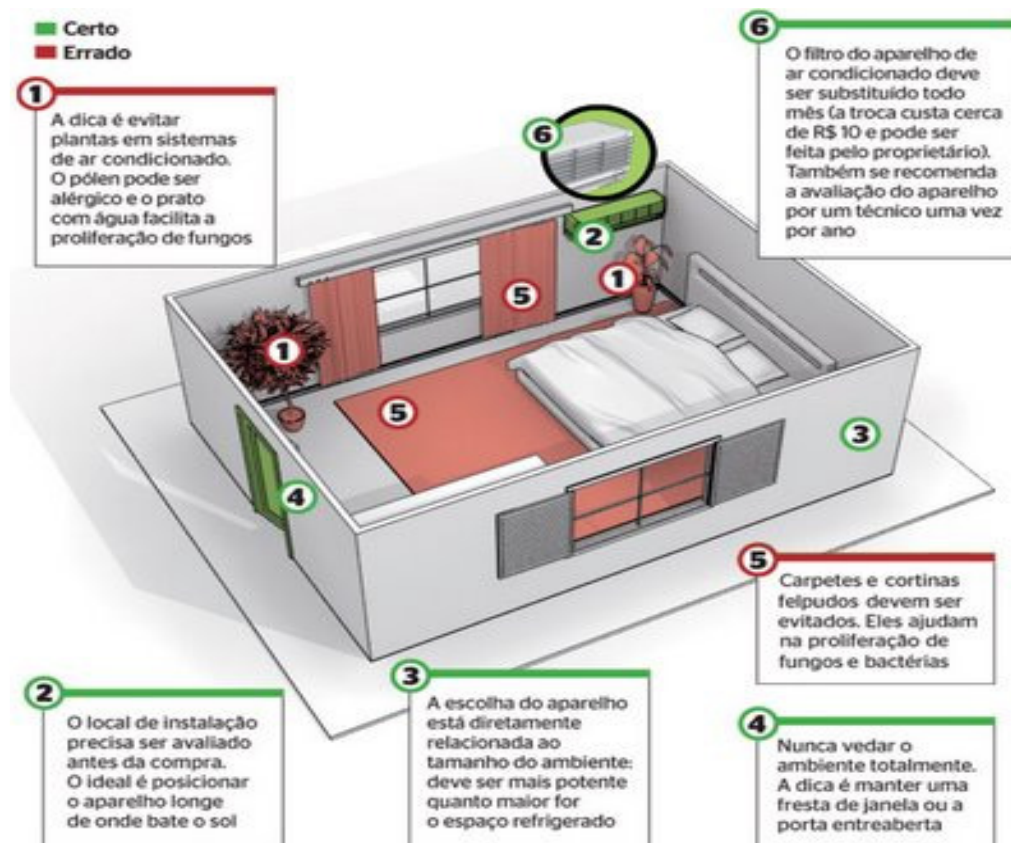 Certo
Errado
1
A dica é evitar
plantas em sistemas
de ar condicionado.
O pólen pode ser
alérgico e o prato
com água facilita a
proliferação de fungos
6
O filtro do aparelho de
ar condicionado deve
ser substituído todo
mês (a troca custa cerca
de R$ 10 e pode ser
feita pelo proprietário).
Também se recomenda
a avaliação do aparelho
por um técnico uma vez
por ano
6
2
1
5
1
5
3
4
5
Carpetes e cortinas
felpudos devem ser
evitados. Eles ajudam
na proliferação de
fungos e bactérias
2
O local de instalação
precisa ser avaliado
antes da compra.
O ideal é posicionar
o aparelho longe
de onde bate o sol
3
A escolha do aparelho
está diretamente
relacionada ao
tamanho do ambiente:
deve ser mais potente
quanto maior for
o espaço refrigerado
4
Nunca vedar o
ambiente totalmente.
A dica é manter uma
fresta de janela ou a
porta entreaberta